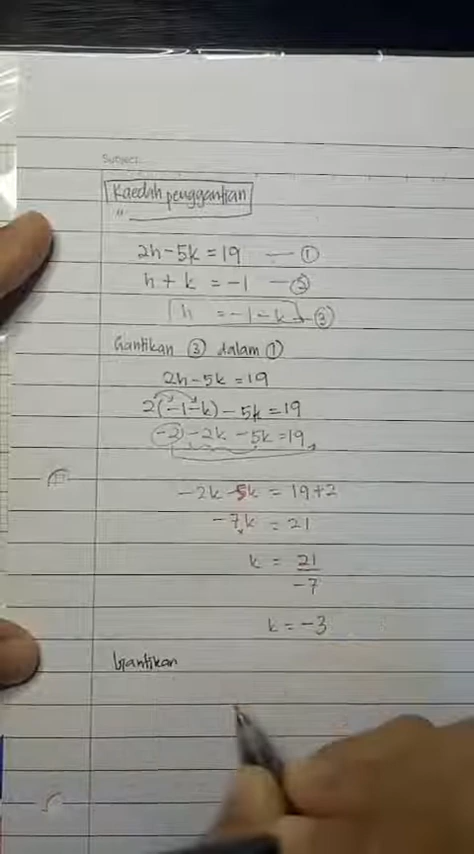 Subject:
Kaedah penggantian
2h - 5k = 19 — ①
h + k = -1 — ②
h = -1 - k — ③
Gantikan ③ dalam ①
2h - 5k = 19
2(-1 - k) - 5k = 19
-2 - 2k - 5k = 19
-2k - 5k = 19 + 2
-7k = 21
k = 21/-7
k = -3
Gantikan